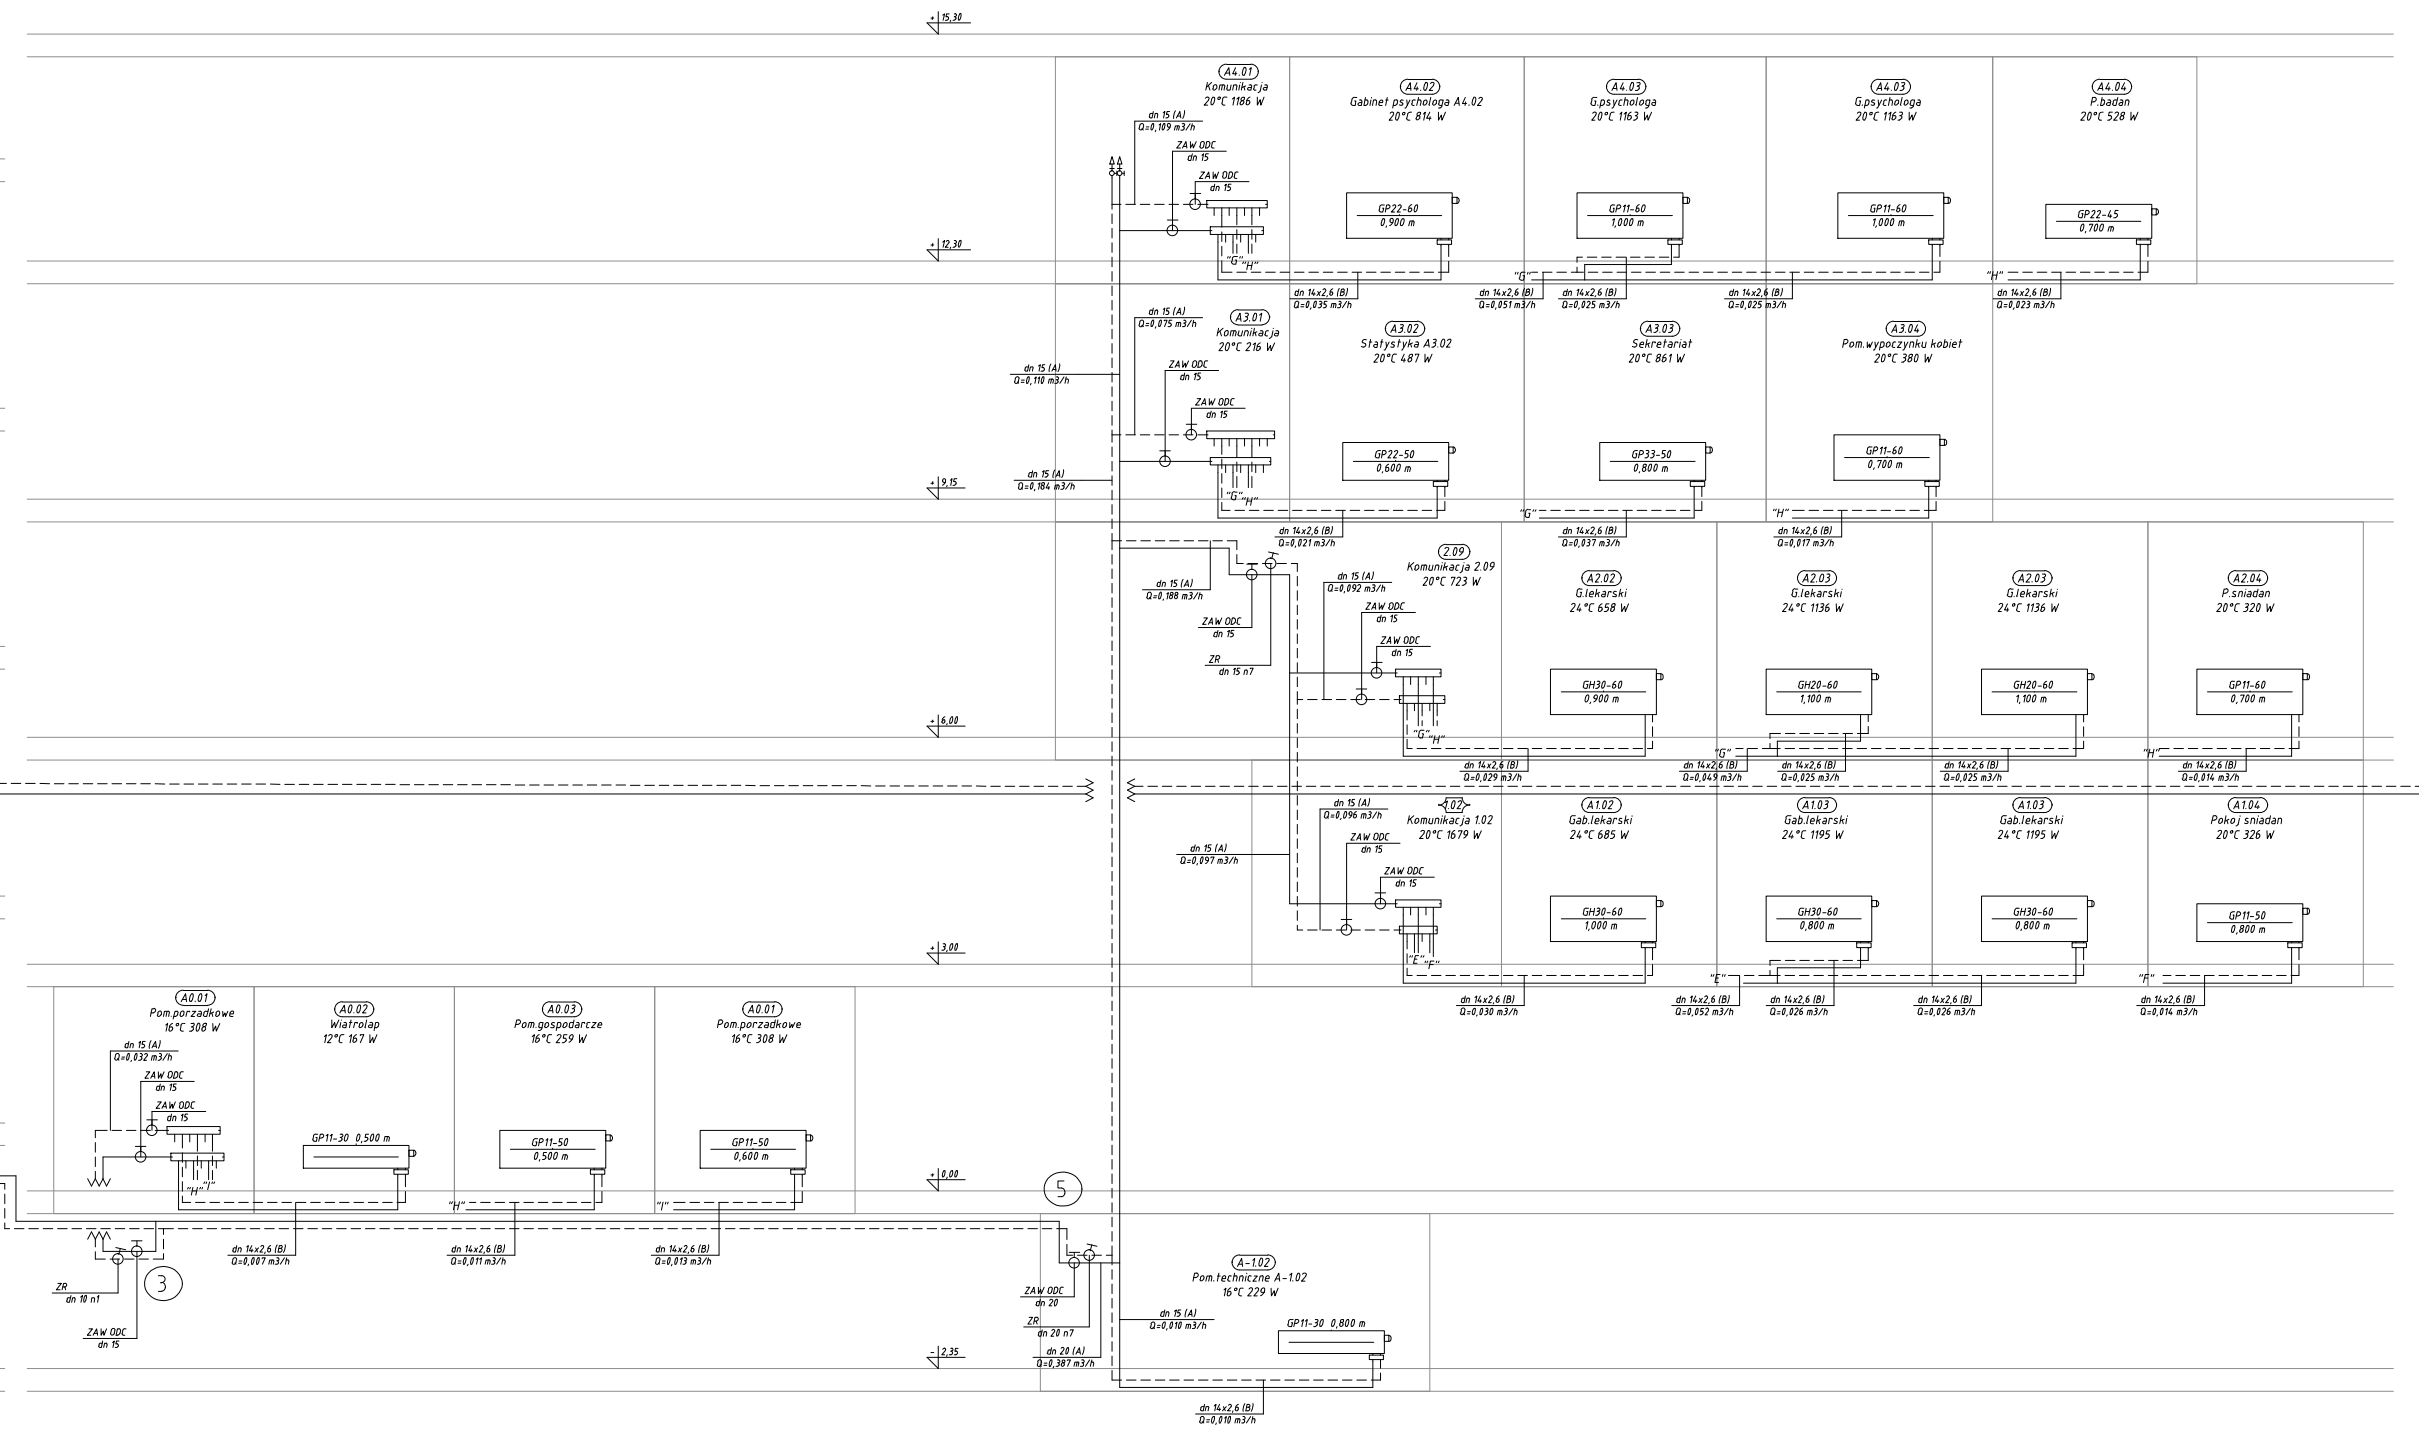 + 15,30
A4.01
Komunikacja
20°C 1186 W
A4.02
Gabinet psychologa A4.02
20°C 814 W
A4.03
G.psychologa
20°C 1163 W
A4.03
G.psychologa
20°C 1163 W
A4.04
P.badan
20°C 528 W
dn 15 (A)
Q=0,109 m3/h
ZAW ODC
dn 15
ZAW ODC
dn 15
GP22-60
0,900 m
GP11-60
1,000 m
GP11-60
1,000 m
GP22-45
0,700 m
+ 12,30
"G"
"H"
"G"
"H"
dn 14x2,6 (B)
Q=0,035 m3/h
dn 14x2,6 (B)
Q=0,051 m3/h
dn 14x2,6 (B)
Q=0,025 m3/h
dn 14x2,6 (B)
Q=0,025 m3/h
dn 14x2,6 (B)
Q=0,023 m3/h
dn 15 (A)
Q=0,075 m3/h
A3.01
Komunikacja
20°C 216 W
A3.02
Statystyka A3.02
20°C 487 W
A3.03
Sekretariat
20°C 861 W
A3.04
Pom.wypoczynku kobiet
20°C 380 W
dn 15 (A)
Q=0,110 m3/h
ZAW ODC
dn 15
ZAW ODC
dn 15
GP22-50
0,600 m
GP33-50
0,800 m
GP11-60
0,700 m
dn 15 (A)
Q=0,184 m3/h
+ 9,15
"G"
"H"
"G"
"H"
dn 14x2,6 (B)
Q=0,021 m3/h
dn 14x2,6 (B)
Q=0,037 m3/h
dn 14x2,6 (B)
Q=0,017 m3/h
2.09
Komunikacja 2.09
20°C 723 W
A2.02
G.lekarski
24°C 658 W
A2.03
G.lekarski
24°C 1136 W
A2.03
G.lekarski
24°C 1136 W
A2.04
P.sniadan
20°C 320 W
dn 15 (A)
Q=0,188 m3/h
dn 15 (A)
Q=0,092 m3/h
ZAW ODC
dn 15
ZAW ODC
dn 15
ZAW ODC
dn 15
ZR
dn 15 n7
GH30-60
0,900 m
GH20-60
1,100 m
GH20-60
1,100 m
GP11-60
0,700 m
+ 6,00
"G"
"H"
"G"
"H"
dn 14x2,6 (B)
Q=0,029 m3/h
dn 14x2,6 (B)
Q=0,049 m3/h
dn 14x2,6 (B)
Q=0,025 m3/h
dn 14x2,6 (B)
Q=0,025 m3/h
dn 14x2,6 (B)
Q=0,014 m3/h
dn 15 (A)
Q=0,096 m3/h
1.02
Komunikacja 1.02
20°C 1679 W
A1.02
Gab.lekarski
24°C 685 W
A1.03
Gab.lekarski
24°C 1195 W
A1.03
Gab.lekarski
24°C 1195 W
A1.04
Pokoj sniadan
20°C 326 W
ZAW ODC
dn 15
dn 15 (A)
Q=0,097 m3/h
ZAW ODC
dn 15
GH30-60
1,000 m
GH30-60
0,800 m
GH30-60
0,800 m
GP11-50
0,800 m
+ 3,00
"E"
"F"
"E"
"F"
dn 14x2,6 (B)
Q=0,030 m3/h
dn 14x2,6 (B)
Q=0,052 m3/h
dn 14x2,6 (B)
Q=0,026 m3/h
dn 14x2,6 (B)
Q=0,026 m3/h
dn 14x2,6 (B)
Q=0,014 m3/h
A0.01
Pom.porzadkowe
16°C 308 W
A0.02
Wiatrolap
12°C 167 W
A0.03
Pom.gospodarcze
16°C 259 W
A0.01
Pom.porzadkowe
16°C 308 W
dn 15 (A)
Q=0,032 m3/h
ZAW ODC
dn 15
ZAW ODC
dn 15
GP11-30 0,500 m
GP11-50
0,500 m
GP11-50
0,600 m
+ 0,00
"H"
"I"
"H"
"I"
5
dn 14x2,6 (B)
Q=0,007 m3/h
dn 14x2,6 (B)
Q=0,011 m3/h
dn 14x2,6 (B)
Q=0,013 m3/h
3
ZR
dn 10 n1
ZAW ODC
dn 15
A-1.02
Pom.techniczne A-1.02
16°C 229 W
ZAW ODC
dn 20
ZR
dn 20 n7
dn 15 (A)
Q=0,010 m3/h
GP11-30 0,800 m
- 2,35
dn 20 (A)
Q=0,387 m3/h
dn 14x2,6 (B)
Q=0,010 m3/h